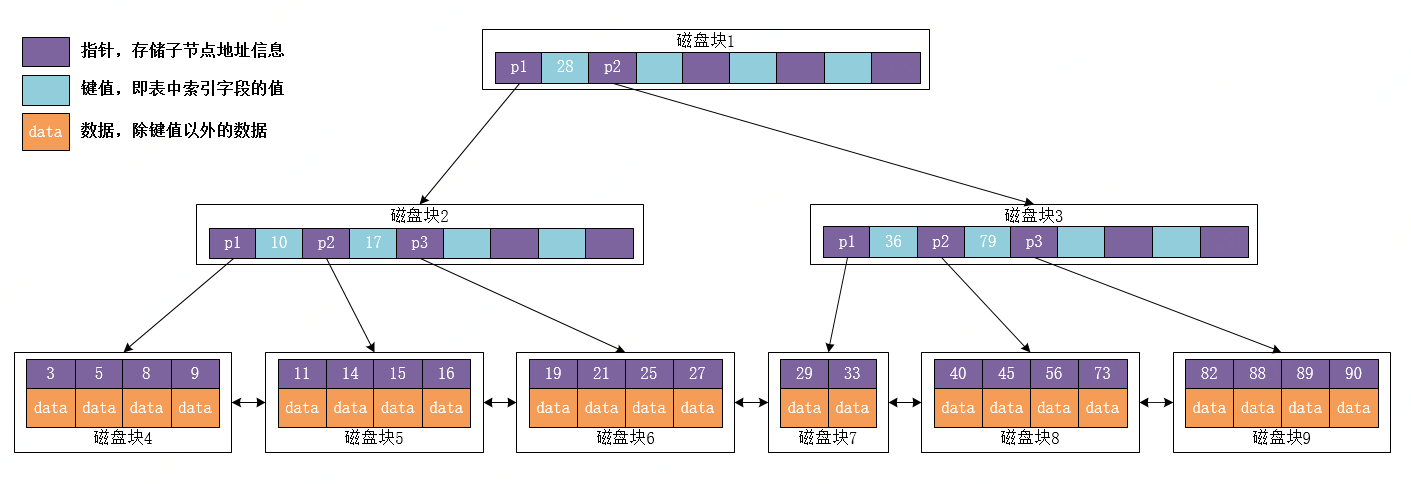 指针，存储子节点地址信息
键值，即表中索引字段的值
data 数据，除键值以外的数据
磁盘块1
p1 28 p2
磁盘块2
p1 10 p2 17 p3
磁盘块3
p1 36 p2 79 p3
3 5 8 9
data data data data
磁盘块4
11 14 15 16
data data data data
磁盘块5
19 21 25 27
data data data data
磁盘块6
29 33
data data
磁盘块7
40 45 56 73
data data data data
磁盘块8
82 88 89 90
data data data data
磁盘块9